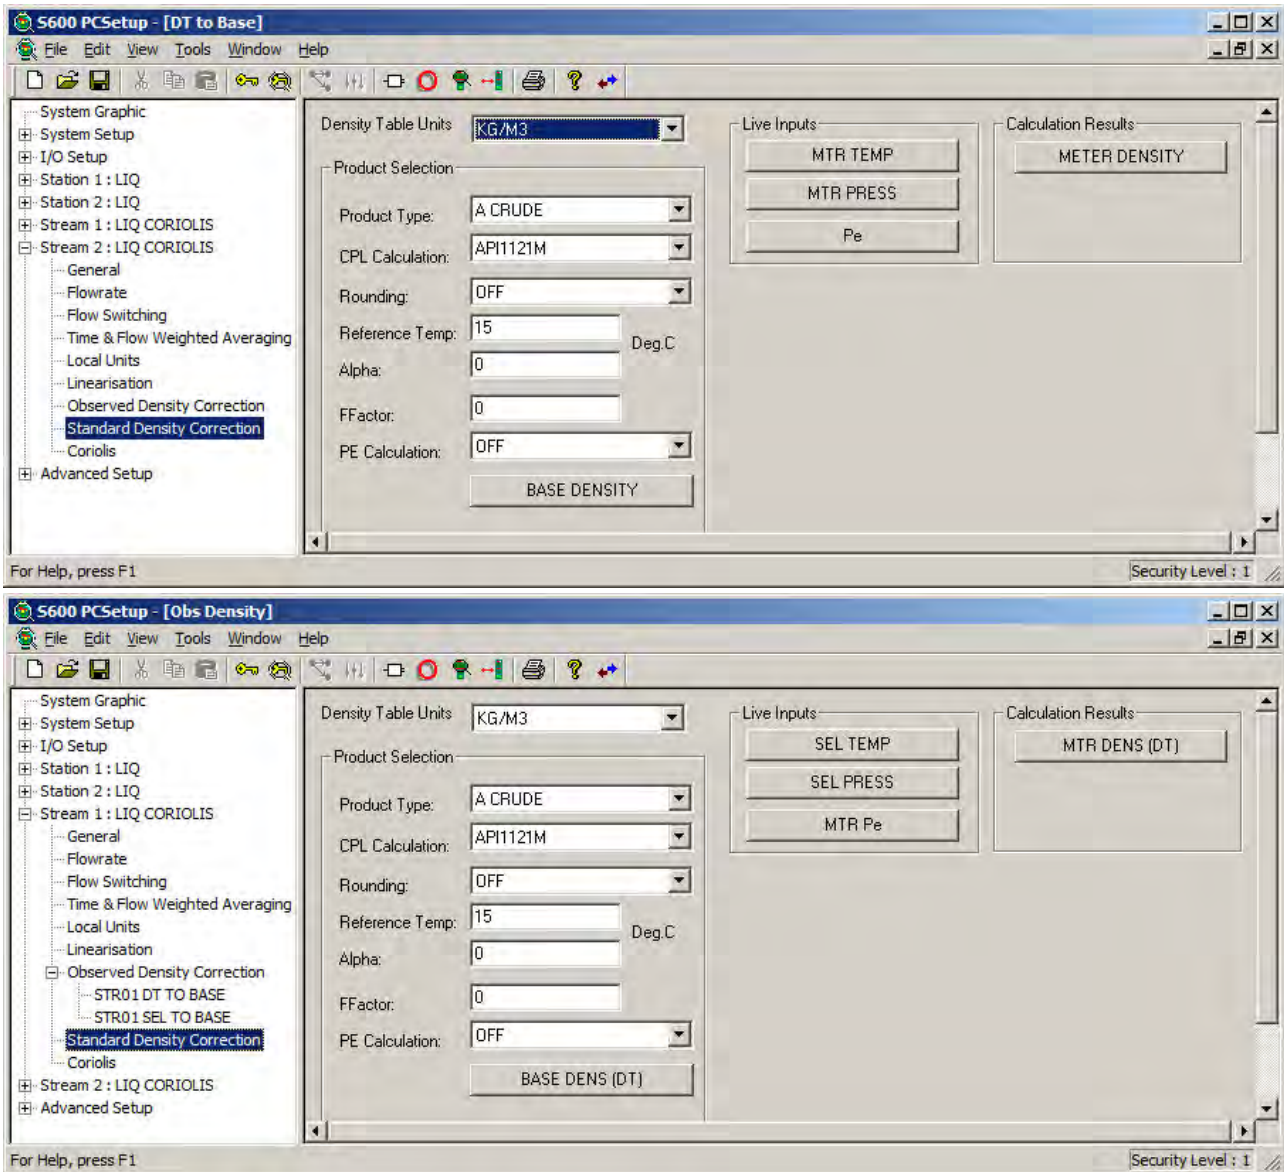 S600 PCSetup - [DT to Base]
File Edit View Tools Window Help
System Graphic
System Setup
I/O Setup
Station 1 : LIQ
Station 2 : LIQ
Stream 1 : LIQ CORIOLIS
Stream 2 : LIQ CORIOLIS
General
Flowrate
Flow Switching
Time & Flow Weighted Averaging
Local Units
Linearisation
Observed Density Correction
Standard Density Correction
Coriolis
Advanced Setup
Density Table Units KG/M3
Product Selection
Product Type: A CRUDE
CPL Calculation: API1121M
Rounding: OFF
Reference Temp: 15 Deg.C
Alpha: 0
FFactor: 0
PE Calculation: OFF
BASE DENSITY
Live Inputs
MTR TEMP
MTR PRESS
Pe
Calculation Results
METER DENSITY
For Help, press F1
Security Level : 1
S600 PCSetup - [Obs Density]
File Edit View Tools Window Help
System Graphic
System Setup
I/O Setup
Station 1 : LIQ
Station 2 : LIQ
Stream 1 : LIQ CORIOLIS
General
Flowrate
Flow Switching
Time & Flow Weighted Averaging
Local Units
Linearisation
Observed Density Correction
STR01 DT TO BASE
STR01 SEL TO BASE
Standard Density Correction
Coriolis
Stream 2 : LIQ CORIOLIS
Advanced Setup
Density Table Units KG/M3
Product Selection
Product Type: A CRUDE
CPL Calculation: API1121M
Rounding: OFF
Reference Temp: 15 Deg.C
Alpha: 0
FFactor: 0
PE Calculation: OFF
BASE DENS (DT)
Live Inputs
SEL TEMP
SEL PRESS
MTR Pe
Calculation Results
MTR DENS (DT)
For Help, press F1
Security Level : 1